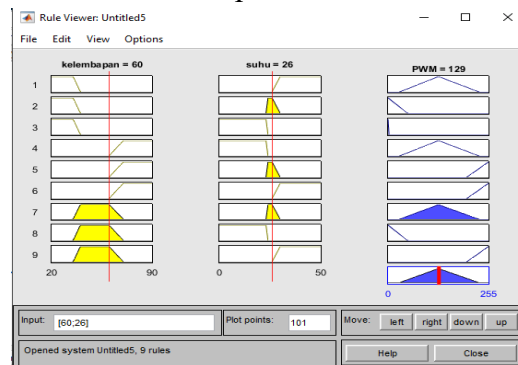 Rule Viewer: Untitled5
File Edit View Options
kelembapan = 60 suhu = 26 PWM = 129
1
2
3
4
5
6
7
8
9
20 90 0 50
0 255
Input: [60;26] Plot points: 101 Move: left right down up
Opened system Untitled5, 9 rules Help Close